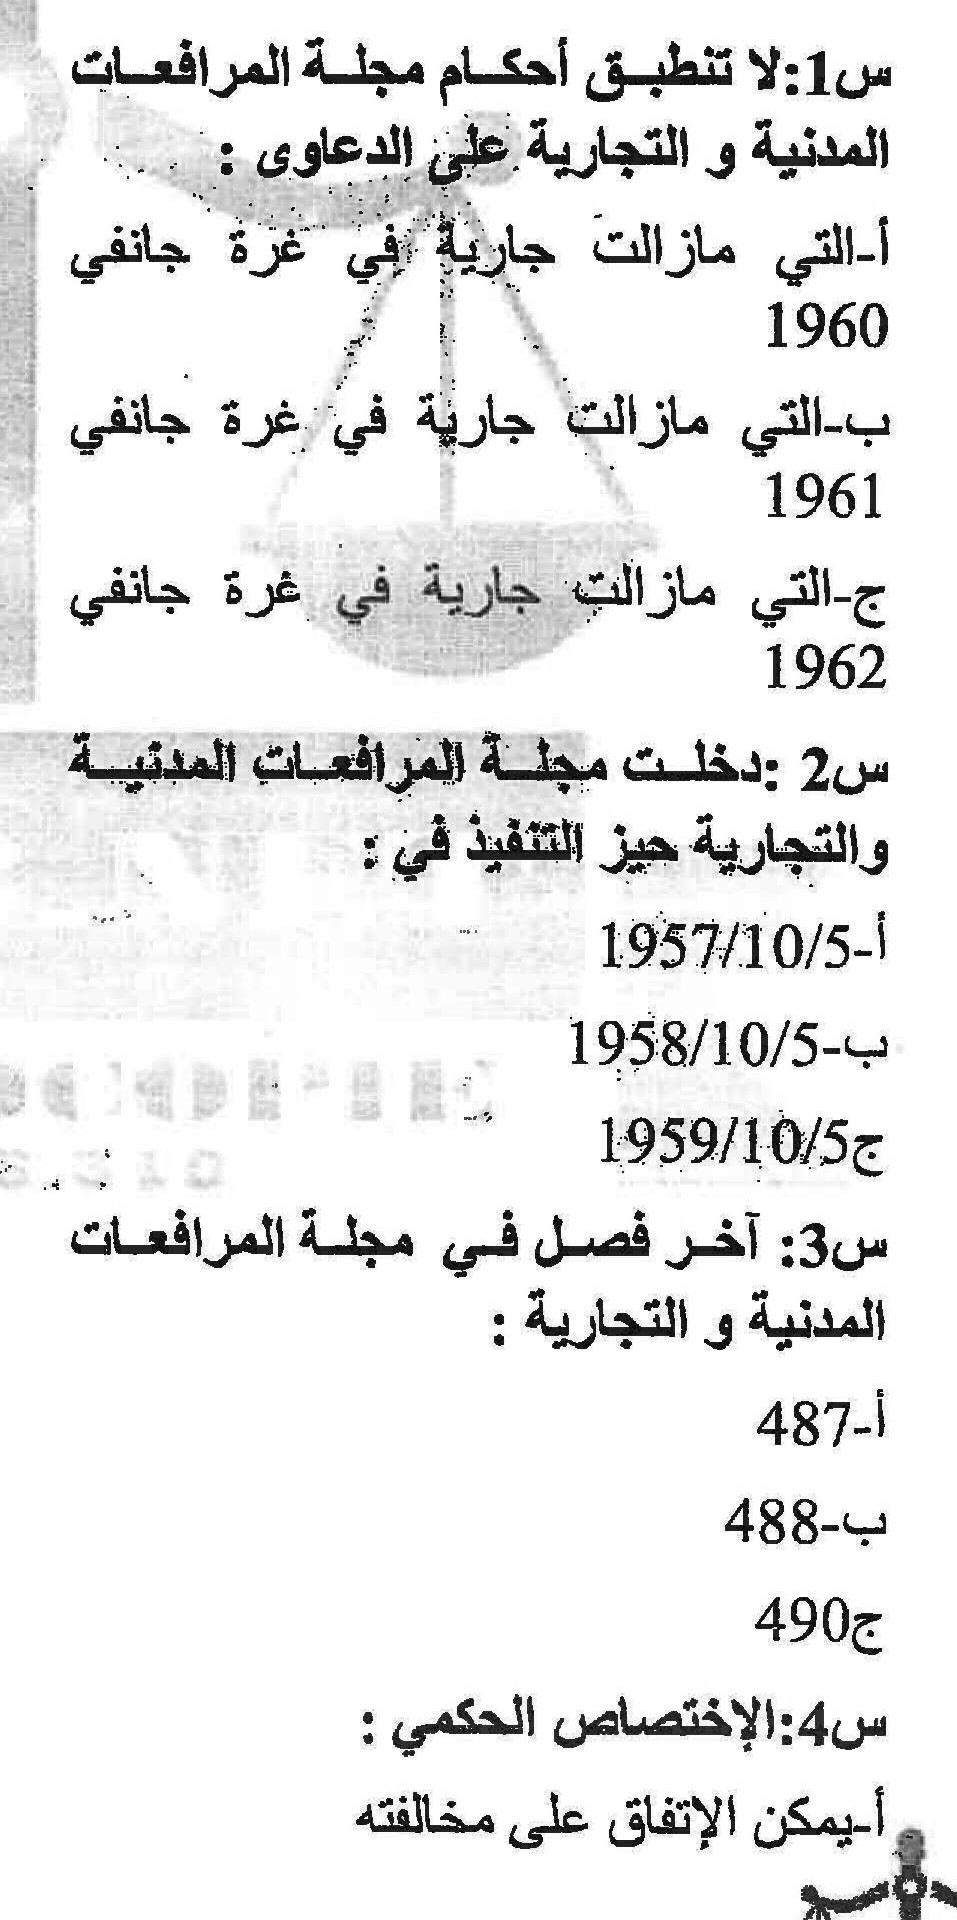 س1:لا تنطبق أحكام مجلة المرافعات
المدنية و التجارية على الدعاوى :
أ-التي مازالت جارية في غرة جانفي
1960
ب-التي مازالت جارية في غرة جانفي
1961
ج-التي مازالت جارية في غرة جانفي
1962
س2 :دخلت مجلة المرافعات المدنية
والتجارية حيز التنفيذ في :
أ-1957/10/5
ب-1958/10/5
ج1959/10/5
س3: آخر فصل في مجلة المرافعات
المدنية و التجارية :
أ-487
ب-488
ج490
س4:الإختصاص الحكمي :
أ-يمكن الإتفاق على مخالفته